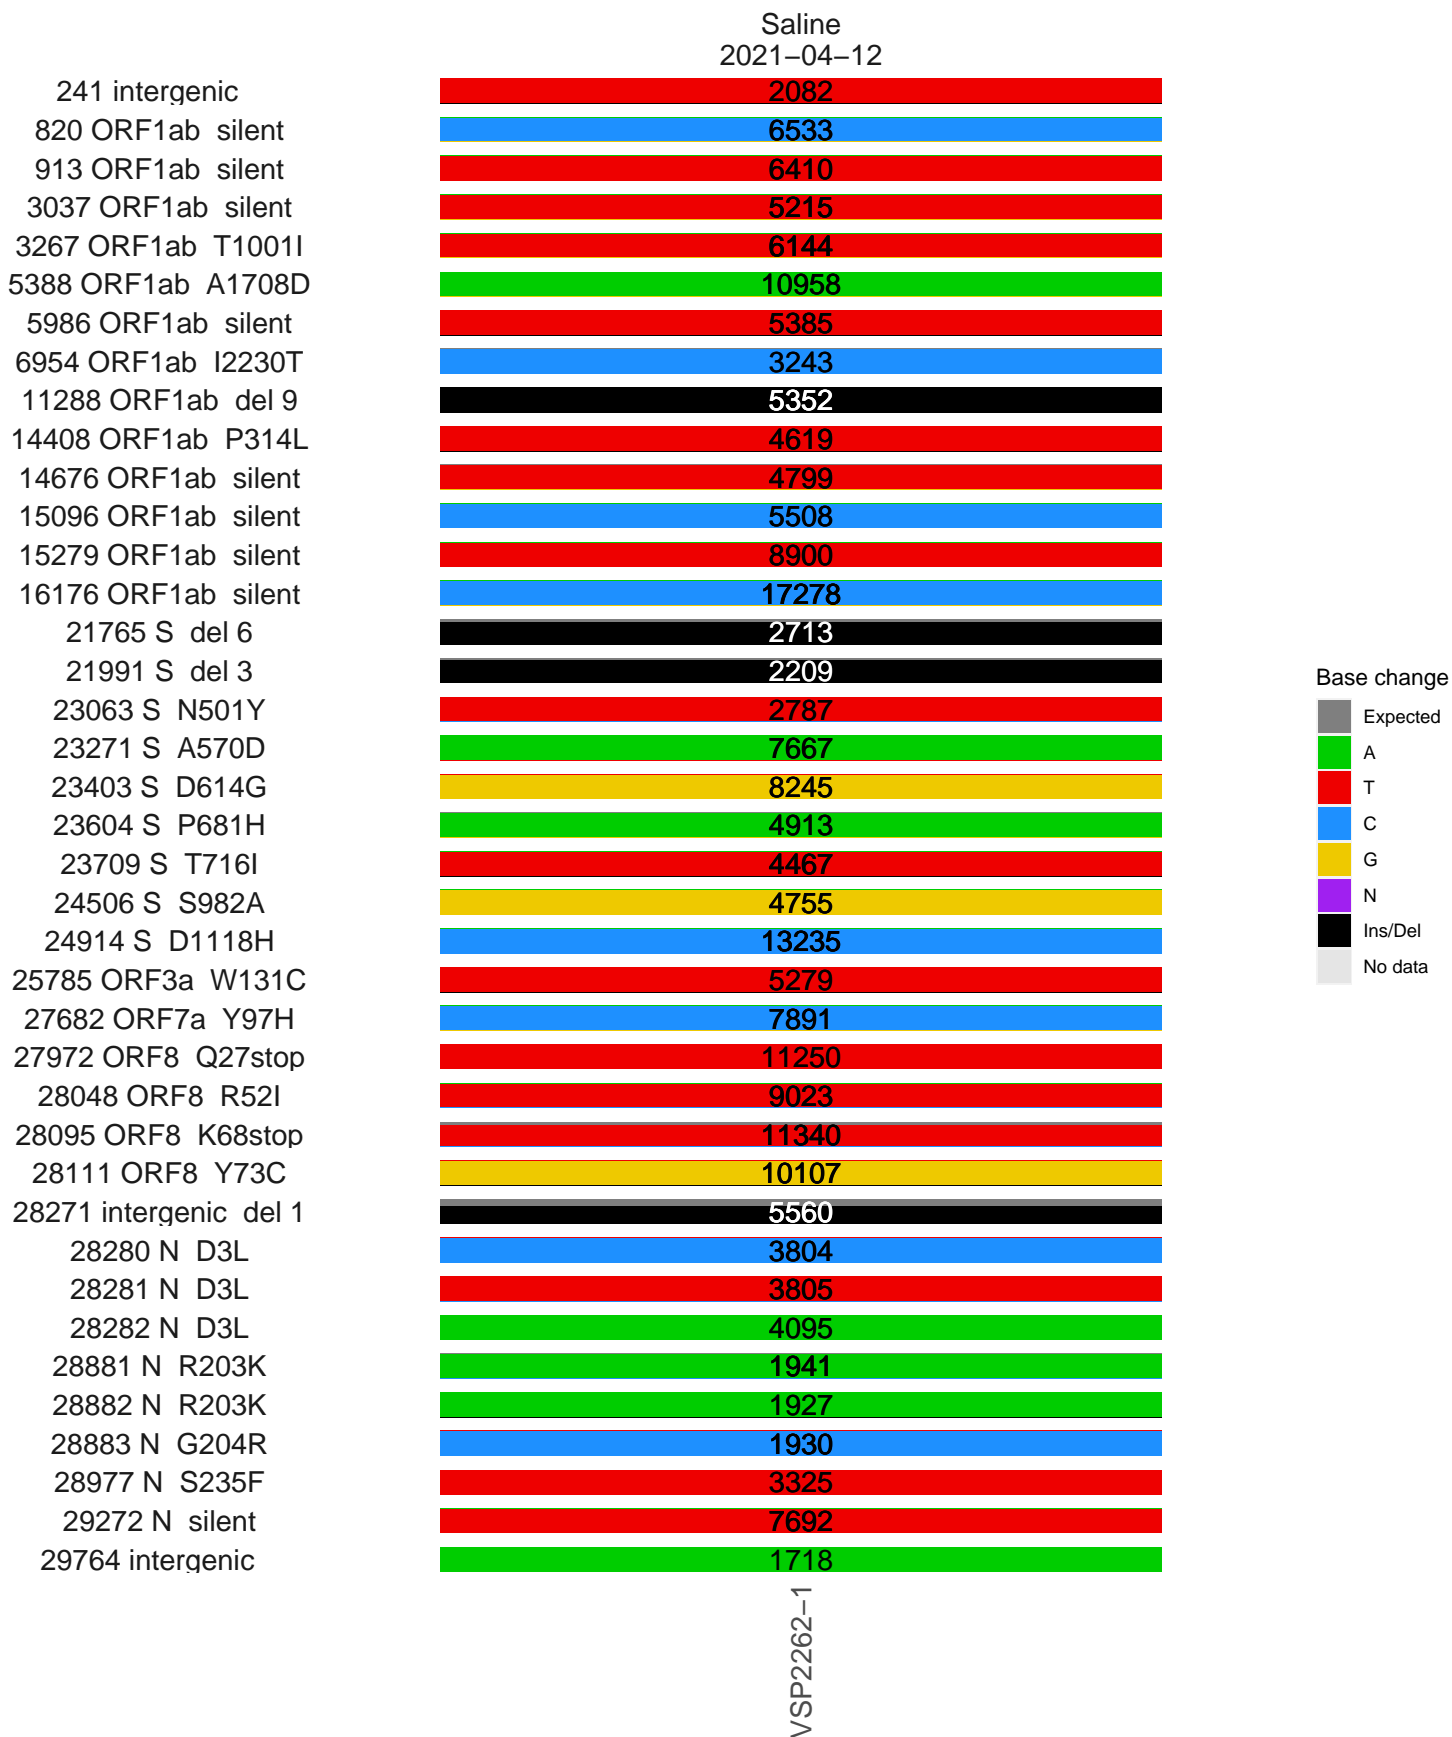 Saline
2021−04−12
241 intergenic 2082
820 ORF1ab silent 6533
913 ORF1ab silent 6410
3037 ORF1ab silent 5215
3267 ORF1ab T1001I 6144
5388 ORF1ab A1708D 10958
5986 ORF1ab silent 5385
6954 ORF1ab I2230T 3243
11288 ORF1ab del 9 5352
14408 ORF1ab P314L 4619
14676 ORF1ab silent 4799
15096 ORF1ab silent 5508
15279 ORF1ab silent 8900
16176 ORF1ab silent 17278
21765 S del 6 2713
21991 S del 3 2209
23063 S N501Y 2787
23271 S A570D 7667
23403 S D614G 8245
23604 S P681H 4913
23709 S T716I 4467
24506 S S982A 4755
24914 S D1118H 13235
25785 ORF3a W131C 5279
27682 ORF7a Y97H 7891
27972 ORF8 Q27stop 11250
28048 ORF8 R52I 9023
28095 ORF8 K68stop 11340
28111 ORF8 Y73C 10107
28271 intergenic del 1 5560
28280 N D3L 3804
28281 N D3L 3805
28282 N D3L 4095
28881 N R203K 1941
28882 N R203K 1927
28883 N G204R 1930
28977 N S235F 3325
29272 N silent 7692
29764 intergenic 1718
VSP2262−1
Base change
Expected
A
T
C
G
N
Ins/Del
No data